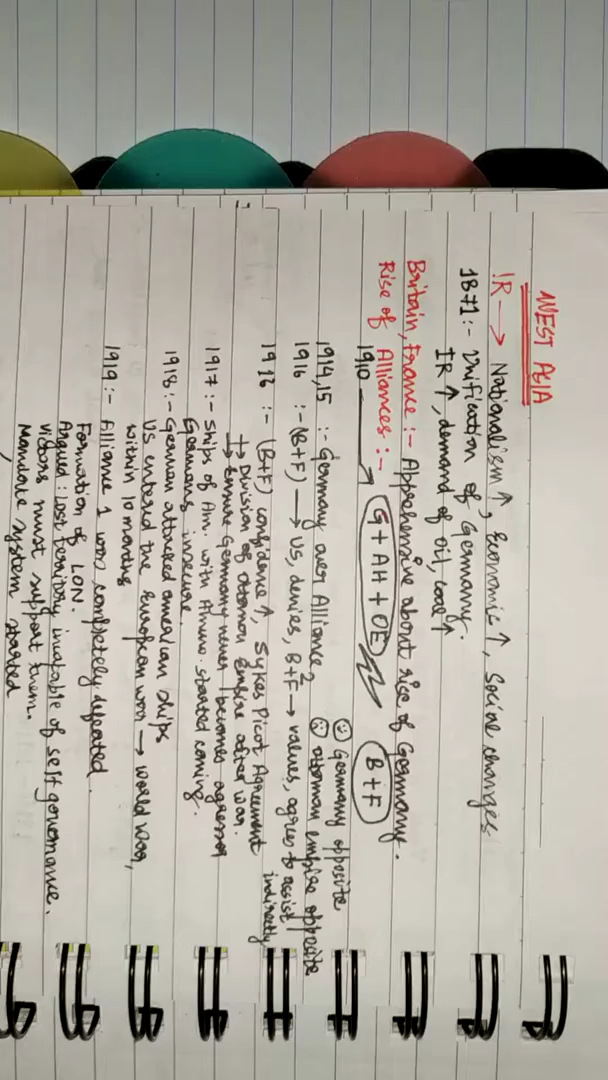 WEST ASIA
IR → Nationalism ↑, Economic ↑, Social changes
1871:- Unification of Germany.
IR ↑, demand of oil, coal ↑
Britain, France :- Apprehensive about rise of Germany.
Rise of Alliances :-
1910 → G + AH + OE B + F
☺ Germany opposite
1914,15 :- Germany over Alliance 2 ☹ Ottoman empire opposite
1916 :- (B+F) → US, denies, B+F → values, agrees to assist indirectly
1916 :- (B+F) confidence ↑, Sykes Picot Agreement
→ Division of Ottoman Empire after war.
→ Ensure Germany never becomes agressor
1917 :- Ships of Am. with Ammo. started coming.
Germans insecure.
1918 :- German attacked american ships
US entered the European war → World War,
within 10 months
1919 :- Alliance 1 was completely defeated.
Formation of LON.
Argued : Lost territory incapable of self governance.
Victors must support them.
Mandate system started